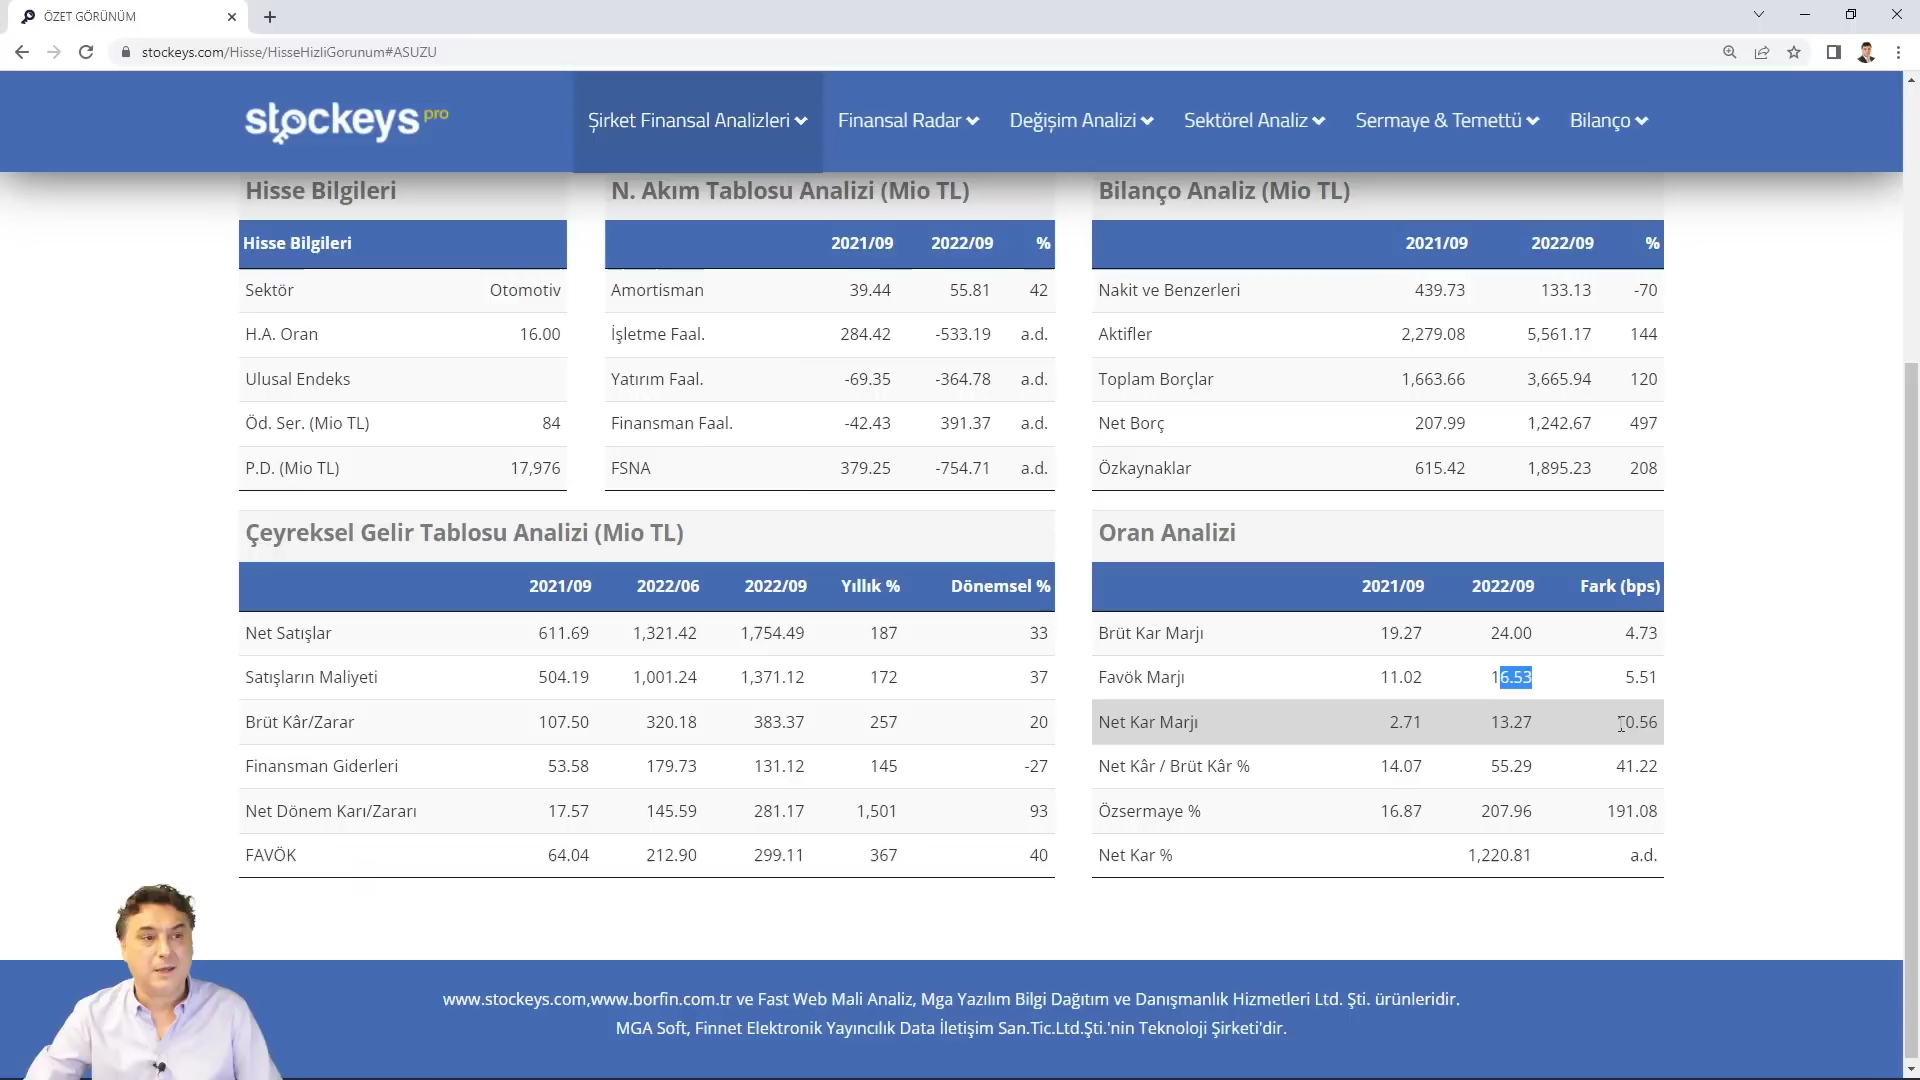 ÖZET GÖRÜNÜM
stockeys.com/Hisse/HisseHizliGorunum#ASUZU
stockeys pro
Şirket Finansal Analizleri
Finansal Radar
Değişim Analizi
Sektörel Analiz
Sermaye & Temettü
Bilanço
Hisse Bilgileri
Hisse Bilgileri
Sektör Otomotiv
H.A. Oran 16.00
Ulusal Endeks
Öd. Ser. (Mio TL) 84
P.D. (Mio TL) 17,976
N. Akım Tablosu Analizi (Mio TL)
2021/09 2022/09 %
Amortisman 39.44 55.81 42
İşletme Faal. 284.42 -533.19 a.d.
Yatırım Faal. -69.35 -364.78 a.d.
Finansman Faal. -42.43 391.37 a.d.
FSNA 379.25 -754.71 a.d.
Bilanço Analiz (Mio TL)
2021/09 2022/09 %
Nakit ve Benzerleri 439.73 133.13 -70
Aktifler 2,279.08 5,561.17 144
Toplam Borçlar 1,663.66 3,665.94 120
Net Borç 207.99 1,242.67 497
Özkaynaklar 615.42 1,895.23 208
Çeyreksel Gelir Tablosu Analizi (Mio TL)
2021/09 2022/06 2022/09 Yıllık % Dönemsel %
Net Satışlar 611.69 1,321.42 1,754.49 187 33
Satışların Maliyeti 504.19 1,001.24 1,371.12 172 37
Brüt Kâr/Zarar 107.50 320.18 383.37 257 20
Finansman Giderleri 53.58 179.73 131.12 145 -27
Net Dönem Karı/Zararı 17.57 145.59 281.17 1,501 93
FAVÖK 64.04 212.90 299.11 367 40
Oran Analizi
2021/09 2022/09 Fark (bps)
Brüt Kar Marjı 19.27 24.00 4.73
Favök Marjı 11.02 16.53 5.51
Net Kar Marjı 2.71 13.27 10.56
Net Kâr / Brüt Kâr % 14.07 55.29 41.22
Özsermaye % 16.87 207.96 191.08
Net Kar % 1,220.81 a.d.
www.stockeys.com,www.borfin.com.tr ve Fast Web Mali Analiz, Mga Yazılım Bilgi Dağıtım ve Danışmanlık Hizmetleri Ltd. Şti. ürünleridir.
MGA Soft, Finnet Elektronik Yayıncılık Data İletişim San.Tic.Ltd.Şti.'nin Teknoloji Şirketi'dir.